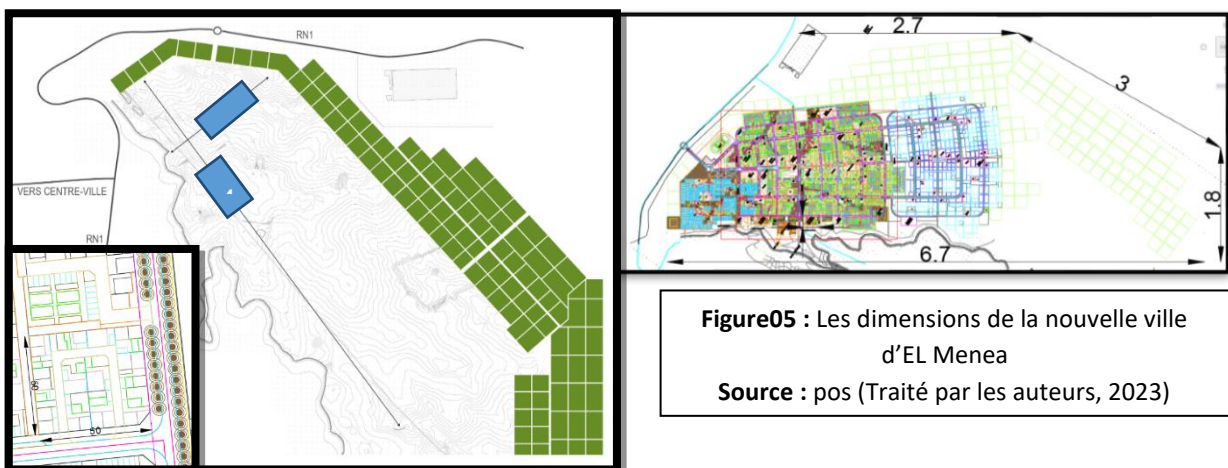 RN1
VERS CENTRE-VILLE
RN1
50
2.7
3
1.8
6.7
Figure05 : Les dimensions de la nouvelle ville
d'EL Menea
Source : pos (Traité par les auteurs, 2023)